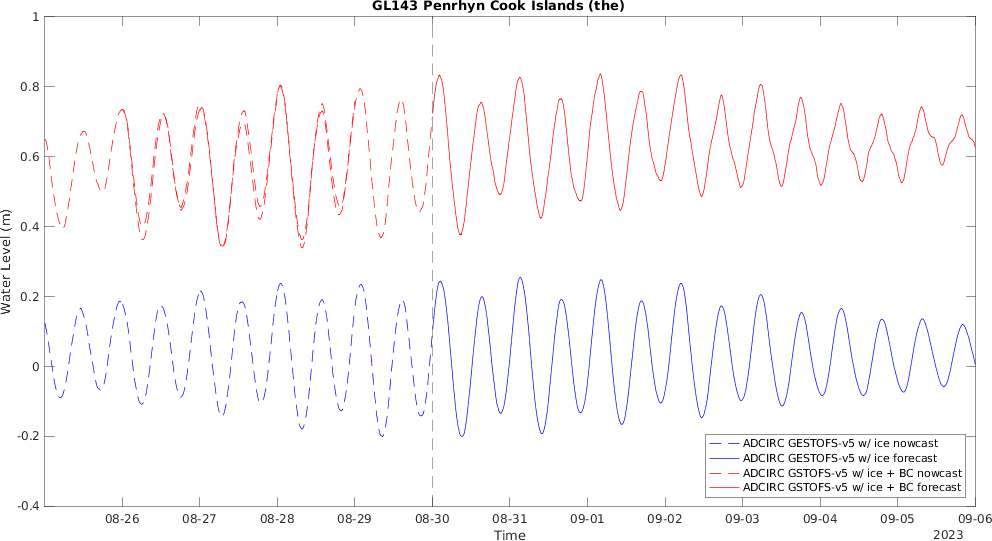 GL143 Penrhyn Cook Islands (the)
1
0.8
0.6
0.4
0.2
0
-0.2
-0.4
Water Level (m)
08-26 08-27 08-28 08-29 08-30 08-31 09-01 09-02 09-03 09-04 09-05 09-06
Time
2023
ADCIRC GESTOFS-v5 w/ ice nowcast
ADCIRC GESTOFS-v5 w/ ice forecast
ADCIRC GSTOFS-v5 w/ ice + BC nowcast
ADCIRC GSTOFS-v5 w/ ice + BC forecast